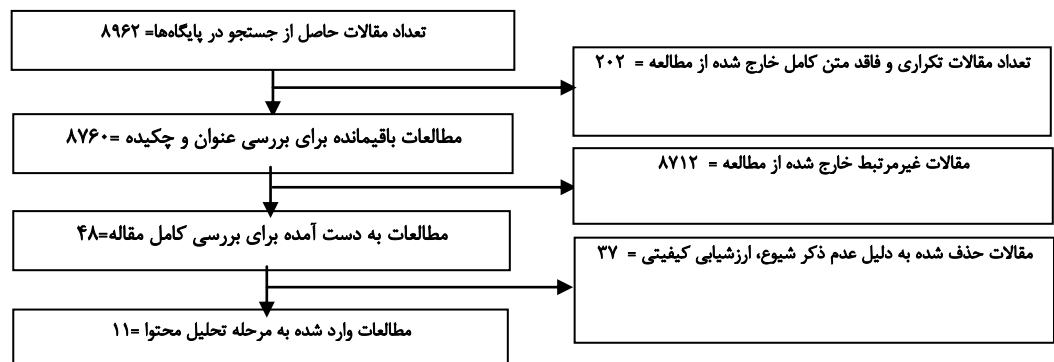 تعداد مقالات حاصل از جستجو در پایگاه‌ها= ۸۹۶۲
تعداد مقالات تکراری و فاقد متن کامل خارج شده از مطالعه = ۲۰۲
مطالعات باقیمانده برای بررسی عنوان و چکیده =۸۷۶۰
مقالات غیرمرتبط خارج شده از مطالعه = ۸۷۱۲
مطالعات به دست آمده برای بررسی کامل مقاله=۴۸
مقالات حذف شده به دلیل عدم ذکر شیوع، ارزشیابی کیفیتی = ۳۷
مطالعات وارد شده به مرحله تحلیل محتوا =۱۱